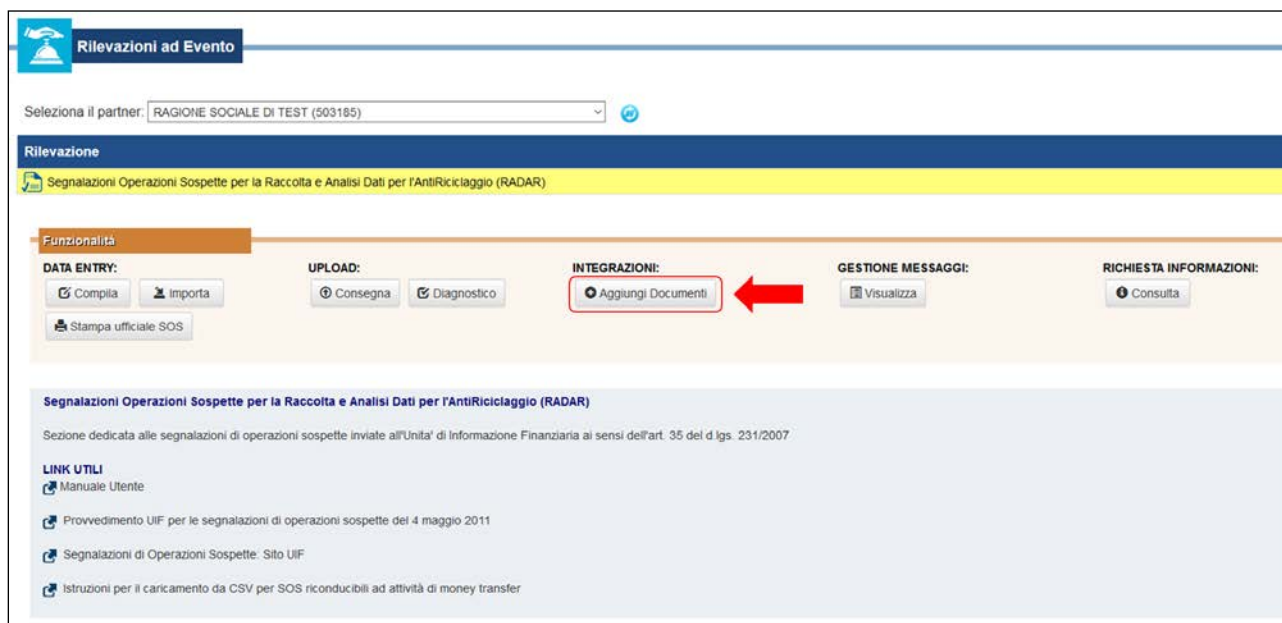 Rilevazioni ad Evento
Seleziona il partner: RAGIONE SOCIALE DI TEST (503185)
Rilevazione
Segnalazioni Operazioni Sospette per la Raccolta e Analisi Dati per l'AntiRiciclaggio (RADAR)
Funzionalità
DATA ENTRY: UPLOAD: INTEGRAZIONI: GESTIONE MESSAGGI: RICHIESTA INFORMAZIONI:
Compila Importa Consegna Diagnostico Aggiungi Documenti Visualizza Consulta
Stampa ufficiale SOS
Segnalazioni Operazioni Sospette per la Raccolta e Analisi Dati per l'AntiRiciclaggio (RADAR)
Sezione dedicata alle segnalazioni di operazioni sospette inviate all'Unita' di Informazione Finanziaria ai sensi dell'art. 35 del d.lgs. 231/2007
LINK UTILI
Manuale Utente
Provvedimento UIF per le segnalazioni di operazioni sospette del 4 maggio 2011
Segnalazioni di Operazioni Sospette: Sito UIF
Istruzioni per il caricamento da CSV per SOS riconducibili ad attività di money transfer